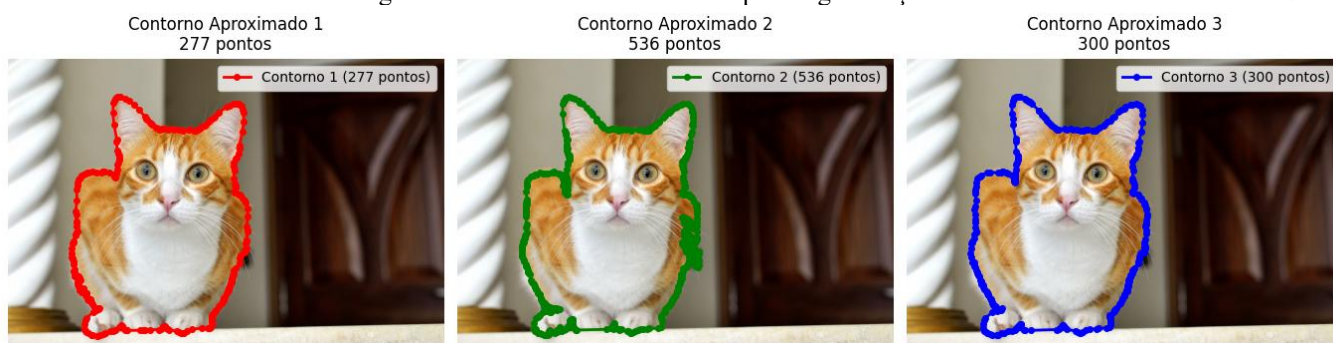 Contorno Aproximado 1
277 pontos
Contorno 1 (277 pontos)
Contorno Aproximado 2
536 pontos
Contorno 2 (536 pontos)
Contorno Aproximado 3
300 pontos
Contorno 3 (300 pontos)